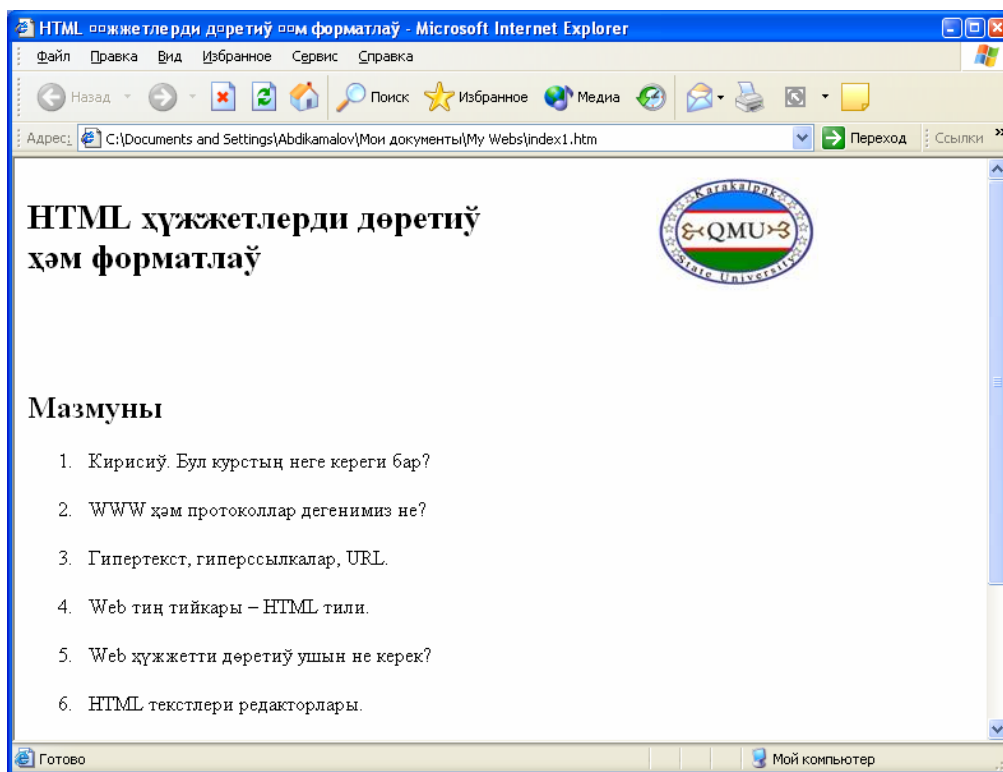 HTML ¤¤жжетлерди д¤ретиў ¤¤м форматлаў - Microsoft Internet Explorer
Файл Правка Вид Избранное Сервис Справка
Назад Поиск Избранное Медиа
Адрес: C:\Documents and Settings\Abdikamalov\Мои документы\My Webs\index1.htm Переход Ссылки »
HTML ҳүжжетлерди дөретиў
ҳәм форматлаў
Karakalpak
QMU
State University
Мазмуны
1. Кирисиў. Бул курстың неге кереги бар?
2. WWW ҳәм протоколлар дегенимиз не?
3. Гипертекст, гиперссылкалар, URL.
4. Web тиң тийкары – HTML тили.
5. Web ҳүжжетти дөретиў ушын не керек?
6. HTML текстлери редакторлары.
Готово Мой компьютер